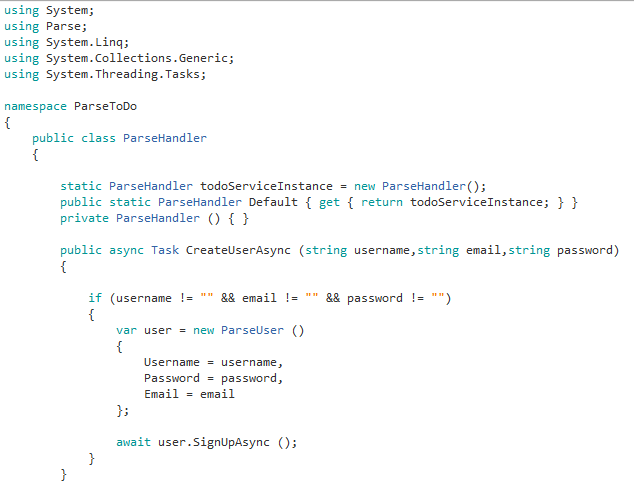 using System;
using Parse;
using System.Linq;
using System.Collections.Generic;
using System.Threading.Tasks;

namespace ParseToDo
{
    public class ParseHandler
    {

        static ParseHandler todoServiceInstance = new ParseHandler();
        public static ParseHandler Default { get { return todoServiceInstance; } }
        private ParseHandler () { }

        public async Task CreateUserAsync (string username,string email,string password)
        {

            if (username != "" && email != "" && password != "")
            {
                var user = new ParseUser ()
                {
                    Username = username,
                    Password = password,
                    Email = email
                };

                await user.SignUpAsync ();
            }
        }